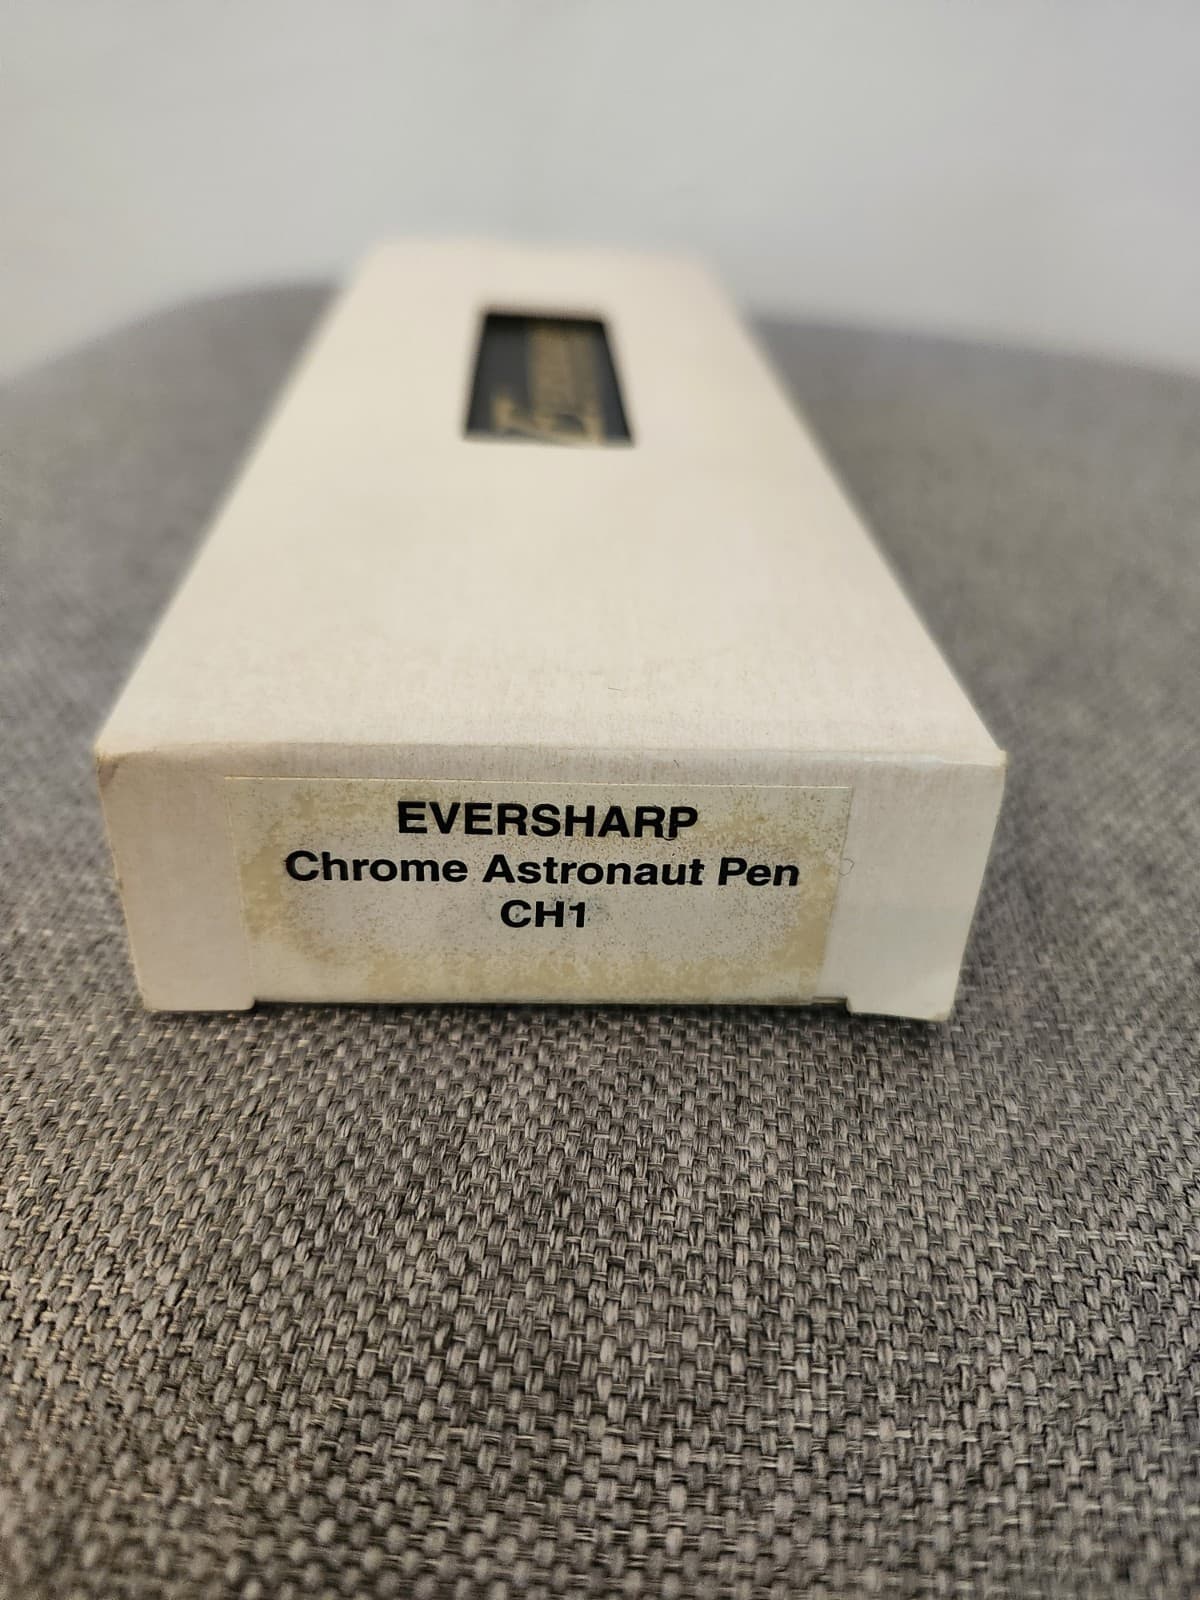 EVERSHARP
Chrome Astronaut Pen
CH1